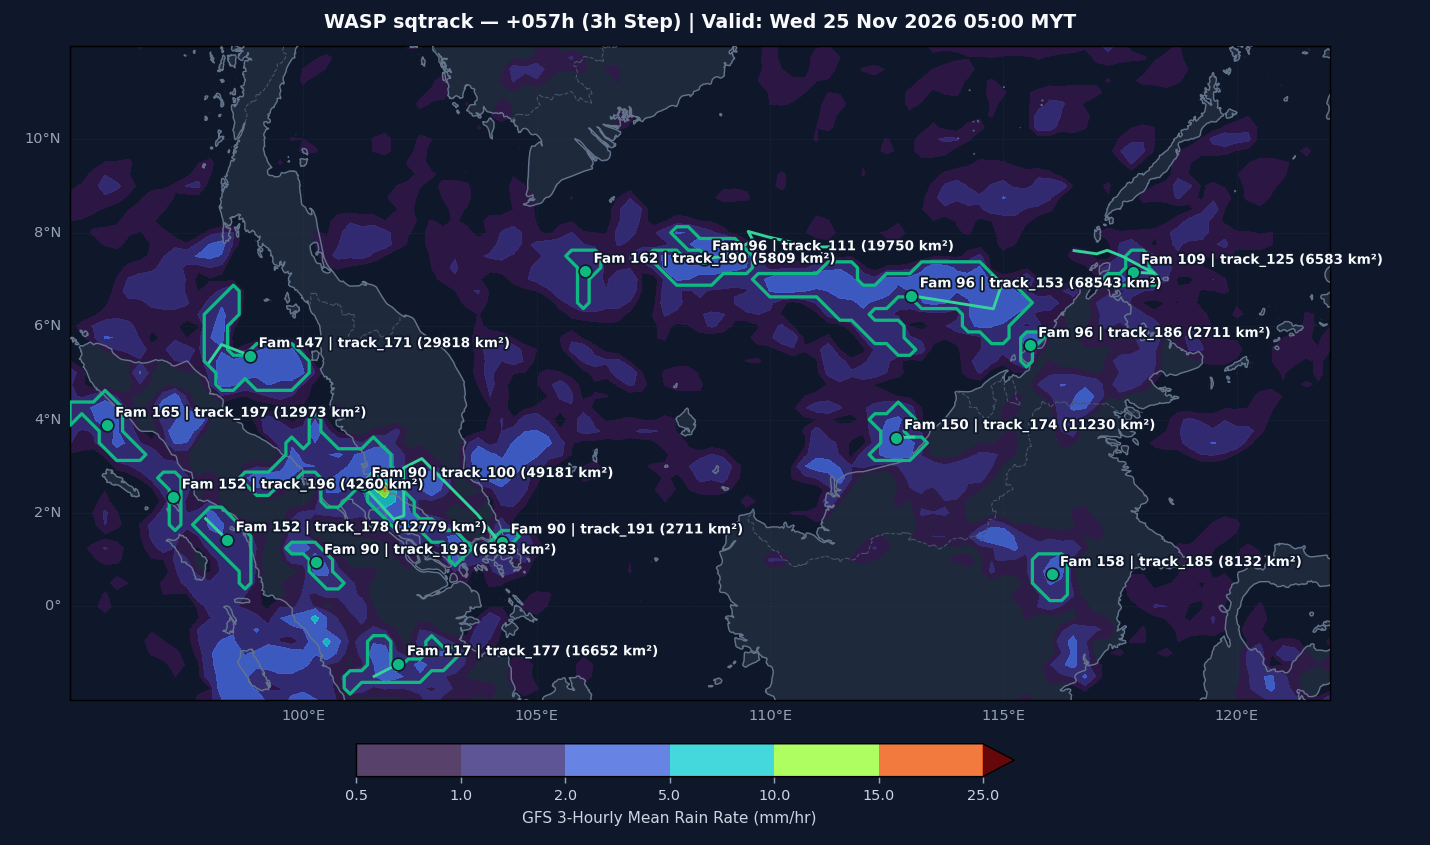 WASP sqtrack — +057h (3h Step) | Valid: Wed 25 Nov 2026 05:00 MYT
10°N
8°N
6°N
4°N
2°N
0°
Fam 96 | track_111 (19750 km²)
Fam 162 | track_190 (5809 km²)
Fam 109 | track_125 (6583 km²)
Fam 96 | track_153 (68543 km²)
Fam 96 | track_186 (2711 km²)
Fam 147 | track_171 (29818 km²)
Fam 165 | track_197 (12973 km²)
Fam 150 | track_174 (11230 km²)
Fam 90 | track_100 (49181 km²)
Fam 152 | track_196 (4260 km²)
Fam 152 | track_178 (12779 km²)
Fam 90 | track_191 (2711 km²)
Fam 90 | track_193 (6583 km²)
Fam 158 | track_185 (8132 km²)
Fam 117 | track_177 (16652 km²)
100°E 105°E 110°E 115°E 120°E
0.5 1.0 2.0 5.0 10.0 15.0 25.0
GFS 3-Hourly Mean Rain Rate (mm/hr)